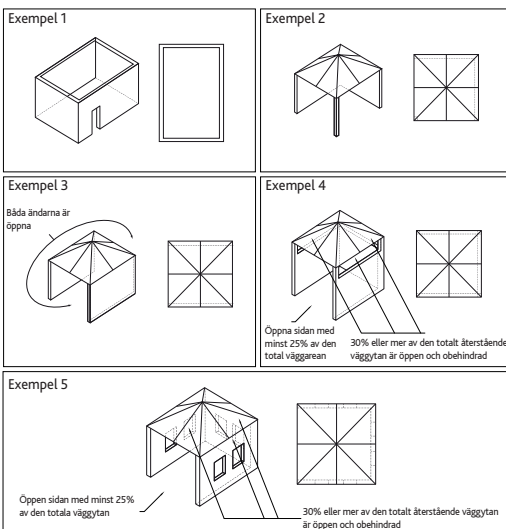 Exempel 1
Exempel 2
Exempel 3
Båda ändarna är
öppna
Exempel 4
Öppna sidan med
minst 25% av den
total väggarean
30% eller mer av den totalt återstående
väggytan är öppen och obehindrad
Exempel 5
Öppen sidan med minst 25%
av den totala väggytan
30% eller mer av den totalt återstående väggytan
är öppen och obehindrad